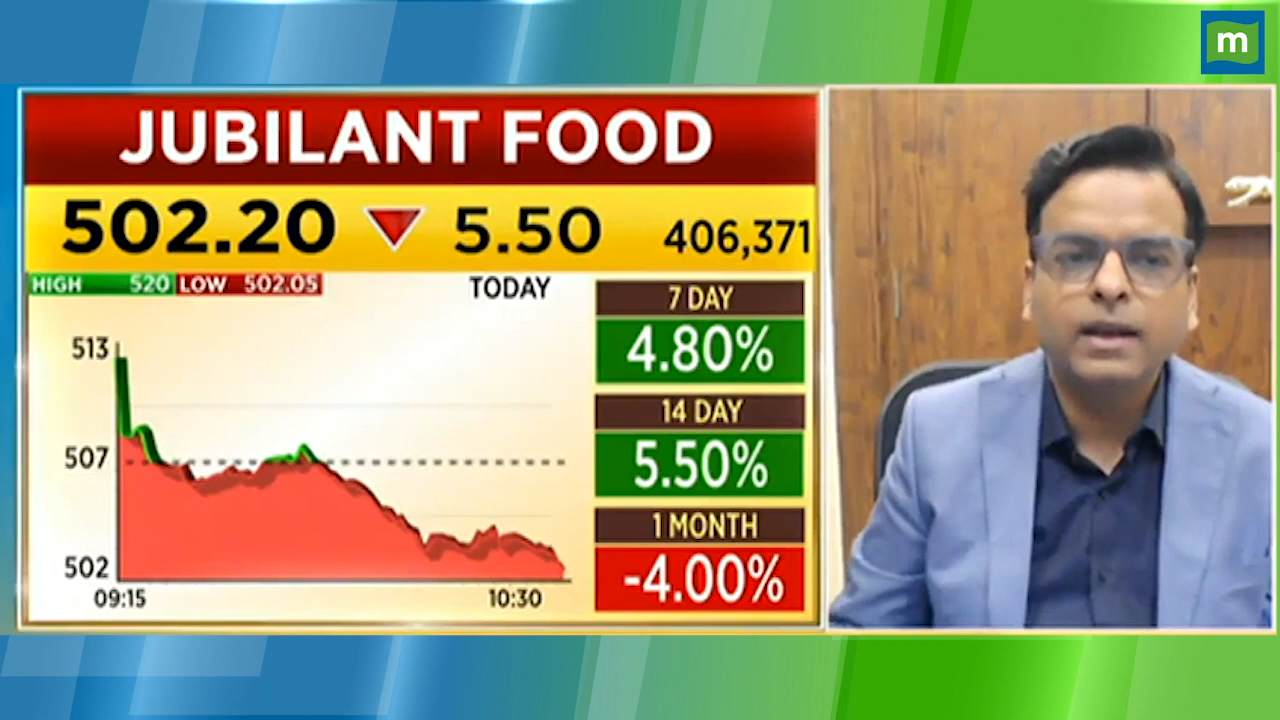 m
JUBILANT FOOD
502.20 ▼ 5.50 406,371
HIGH 520 LOW 502.05
TODAY
513
507
502
09:15 10:30
7 DAY
4.80%
14 DAY
5.50%
1 MONTH
-4.00%